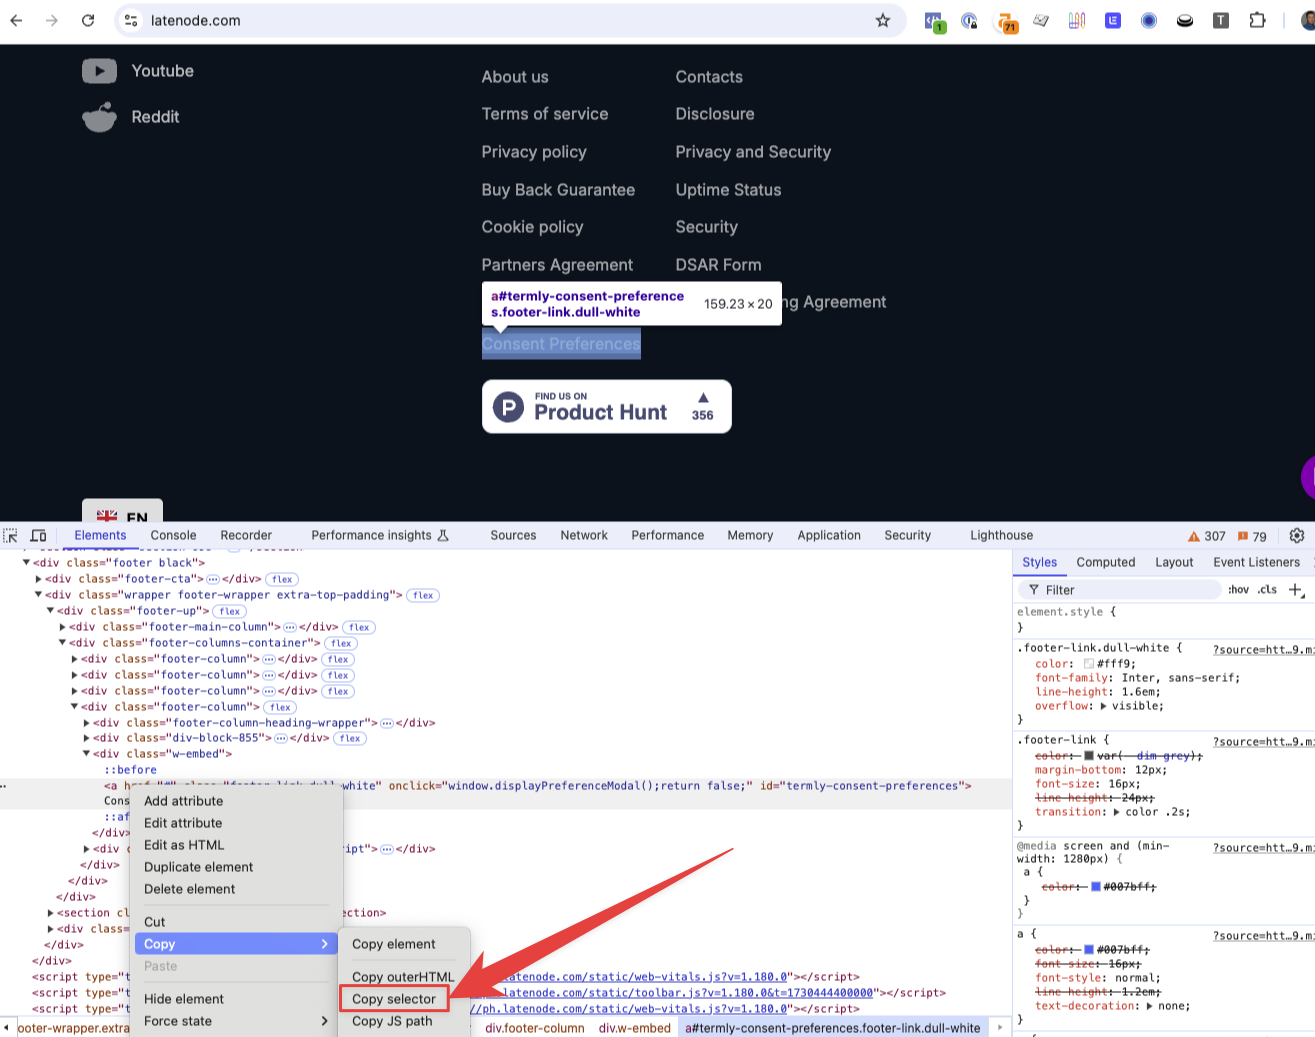 latenode.com
1
71
T
Youtube
Reddit
About us
Contacts
Terms of service
Disclosure
Privacy policy
Privacy and Security
Buy Back Guarantee
Uptime Status
Cookie policy
Security
Partners Agreement
DSAR Form
a#termly-consent-preference
s.footer-link.dull-white
159.23 × 20
ng Agreement
Consent Preferences
P
FIND US ON
Product Hunt
356
EN
Elements
Console
Recorder
Performance insights
Sources
Network
Performance
Memory
Application
Security
Lighthouse
307
79
<div class="footer black">
<div class="footer-cta"> ⋯ </div> flex
<div class="wrapper footer-wrapper extra-top-padding"> flex
<div class="footer-up"> flex
<div class="footer-main-column"> ⋯ </div> flex
<div class="footer-columns-container"> flex
<div class="footer-column"> ⋯ </div> flex
<div class="footer-column"> ⋯ </div> flex
<div class="footer-column"> ⋯ </div> flex
<div class="footer-column"> flex
<div class="footer-column-heading-wrapper"> ⋯ </div>
<div class="div-block-855"> ⋯ </div> flex
<div class="w-embed">
::before
<a href="#" class="footer-link dull-white" onclick="window.displayPreferenceModal();return false;" id="termly-consent-preferences">
Cons
::af
</div>
<div c
ipt"> ⋯ </div>
</div>
</div>
</div>
<section cl
ction>
<div cla
</div>
</div>
<script type="t
.latenode.com/static/web-vitals.js?v=1.180.0"></script>
<script type="t
.latenode.com/static/toolbar.js?v=1.180.0&t=1730444400000"></script>
<script type="t
//ph.latenode.com/static/web-vitals.js?v=1.180.0"></script>
Add attribute
Edit attribute
Edit as HTML
Duplicate element
Delete element
Cut
Copy
Paste
Hide element
Force state
Copy element
Copy outerHTML
Copy selector
Copy JS path
ooter-wrapper.extra
div.footer-column
div.w-embed
a#termly-consent-preferences.footer-link.dull-white
Styles
Computed
Layout
Event Listeners
Filter
:hov
.cls
element.style {
}
.footer-link.dull-white {
?source=htt…9.mi
color: #fff9;
font-family: Inter, sans-serif;
line-height: 1.6em;
overflow: visible;
}
.footer-link {
?source=htt…9.mi
color: var(--dim-grey);
margin-bottom: 12px;
font-size: 16px;
line-height: 24px;
transition: color .2s;
}
@media screen and (min-
?source=htt…9.mi
width: 1280px) {
a {
color: #007bff;
}
}
a {
?source=htt…9.mi
color: #007bff;
font-size: 16px;
font-style: normal;
line-height: 1.2em;
text-decoration: none;
}